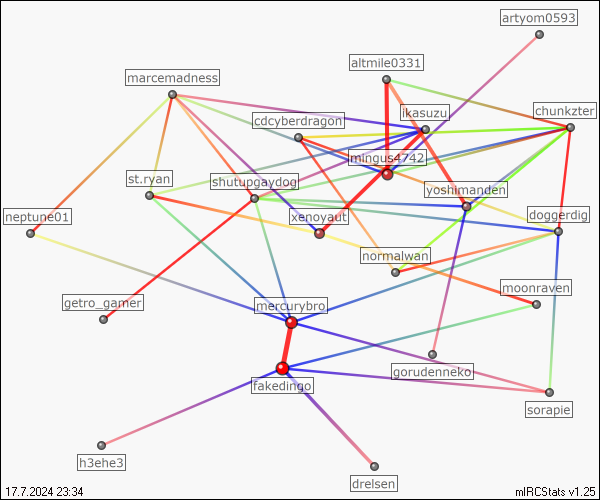 artyom0593
altmile0331
marcemadness
ikasuzu
chunkzter
cdcyberdragon
mingus4742
st.ryan
shutupgaydog
yoshimanden
neptune01
xenoyaut
doggerdig
normalwan
moonraven
getro_gamer
mercurybro
gorudenneko
fakedingo
sorapie
h3ehe3
drelsen
17.7.2024 23:34
mIRCStats v1.25